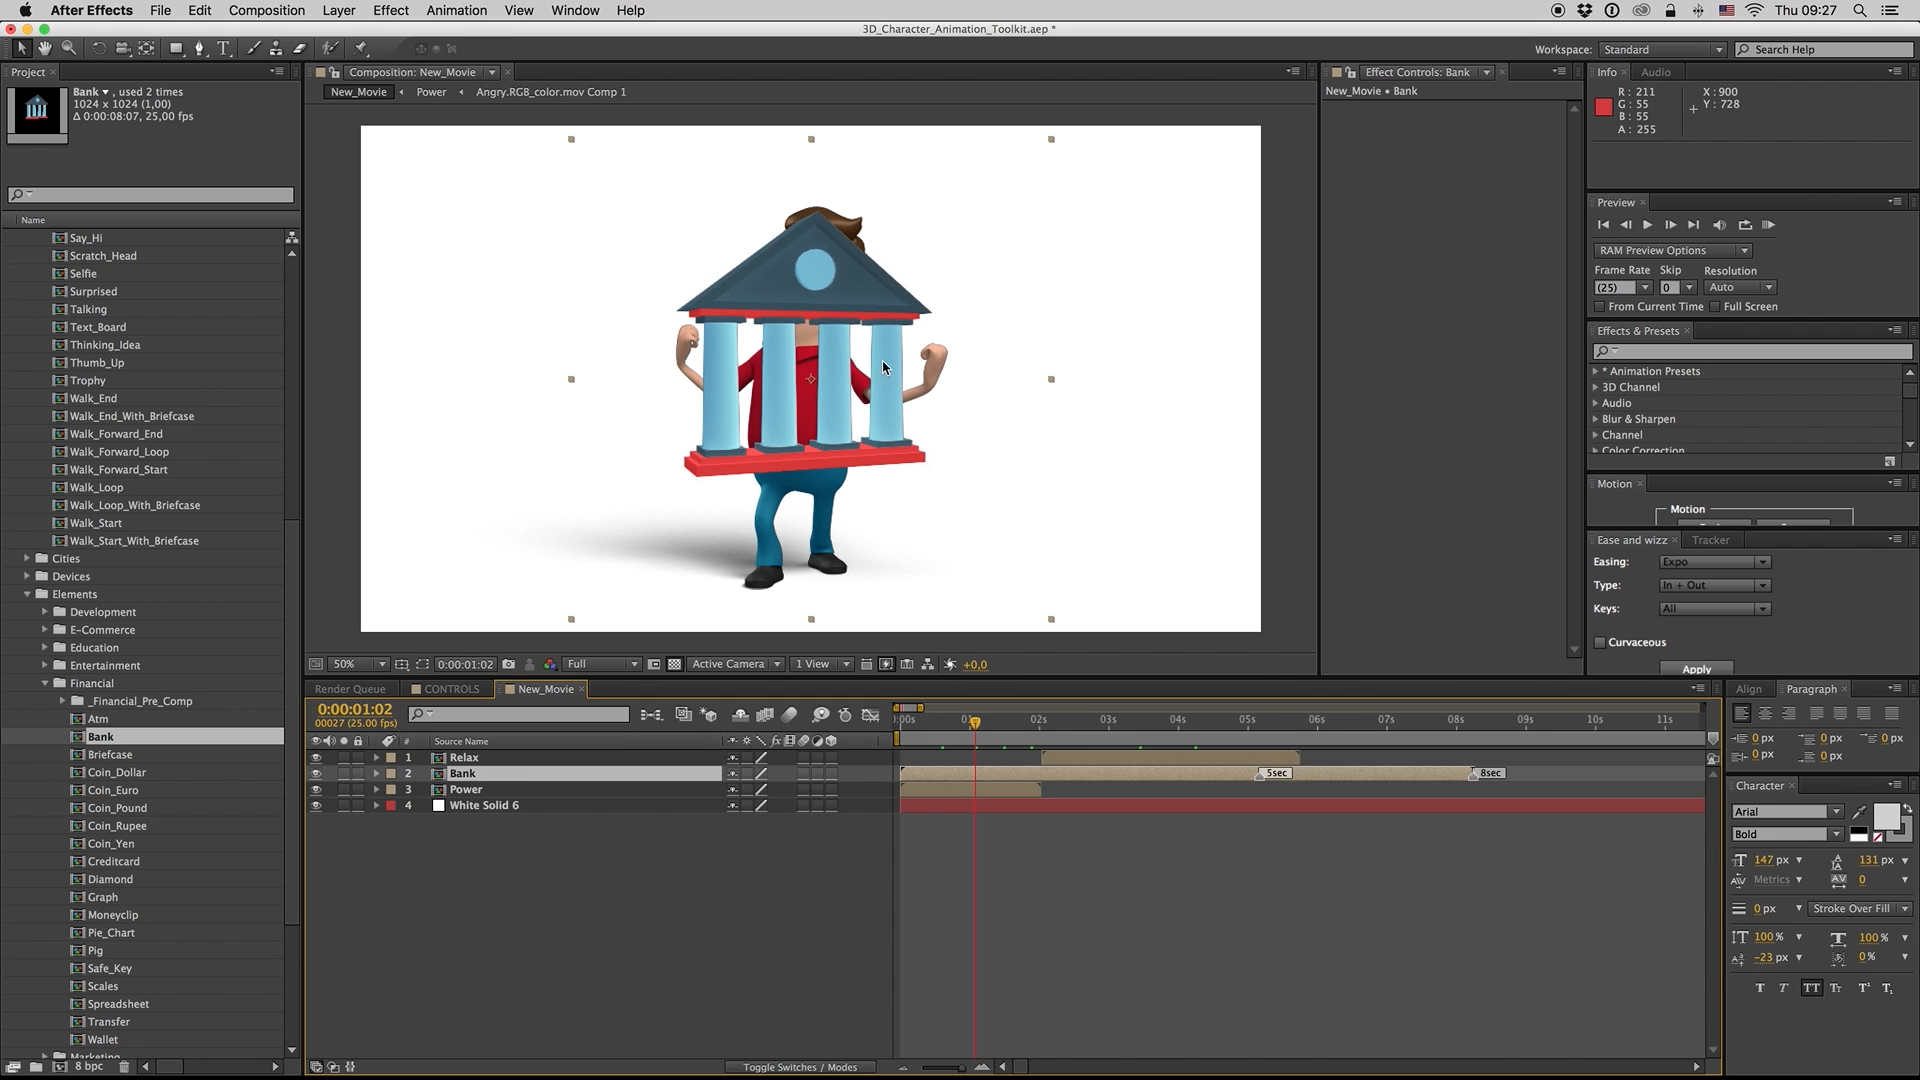 After Effects File Edit Composition Layer Effect Animation View Window Help Thu 09:27
3D_Character_Animation_Toolkit.aep *
Workspace: Standard Search Help
Project
Bank , used 2 times
1024 x 1024 (1,00)
Δ 0:00:08:07, 25,00 fps
Name
Say_Hi
Scratch_Head
Selfie
Surprised
Talking
Text_Board
Thinking_Idea
Thumb_Up
Trophy
Walk_End
Walk_End_With_Briefcase
Walk_Forward_End
Walk_Forward_Loop
Walk_Forward_Start
Walk_Loop
Walk_Loop_With_Briefcase
Walk_Start
Walk_Start_With_Briefcase
Cities
Devices
Elements
Development
E-Commerce
Education
Entertainment
Financial
_Financial_Pre_Comp
Atm
Bank
Briefcase
Coin_Dollar
Coin_Euro
Coin_Pound
Coin_Rupee
Coin_Yen
Creditcard
Diamond
Graph
Moneyclip
Pie_Chart
Pig
Safe_Key
Scales
Spreadsheet
Transfer
Wallet
Marketing
8 bpc
Composition: New_Movie
New_Movie Power Angry.RGB_color.mov Comp 1
50% 0:00:01:02 Full Active Camera 1 View +0,0
Effect Controls: Bank
New_Movie • Bank
Info Audio
R: 211 X: 900
G: 55 Y: 728
B: 55
A: 255
Preview
RAM Preview Options
Frame Rate Skip Resolution
(25) 0 Auto
From Current Time Full Screen
Effects & Presets
* Animation Presets
3D Channel
Audio
Blur & Sharpen
Channel
Color Correction
Motion
Motion
Ease and wizz Tracker
Easing: Expo
Type: In + Out
Keys: All
Curvaceous
Apply
Render Queue CONTROLS New_Movie
0:00:01:02
00027 (25.00 fps)
:00s 01s 02s 03s 04s 05s 06s 07s 08s 09s 10s 11s
# Source Name fx
1 Relax
2 Bank 5sec 8sec
3 Power
4 White Solid 6
Toggle Switches / Modes
Align Paragraph
0 px 0 px 0 px
0 px 0 px
Character
Arial
Bold
147 px 131 px
Metrics 0
0 px Stroke Over Fill
100% 100%
-23 px 0%
T T TT Tt T¹ T₁